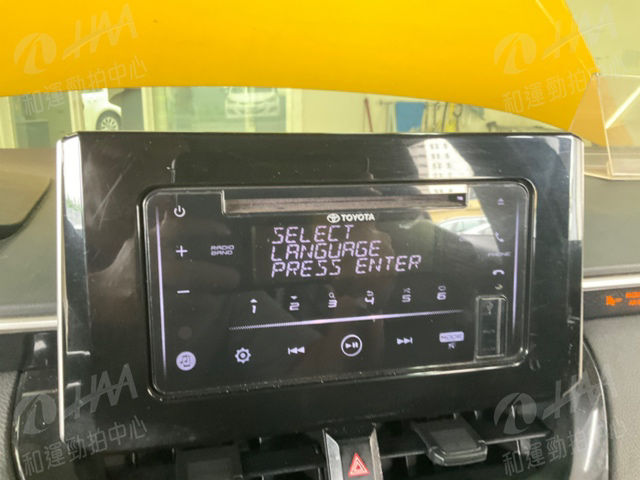 HAA
和運勁拍中心
HAA
和運勁拍中心
TOYOTA
SELECT
LANGUAGE
PRESS ENTER
RADIO
BAND
PHONE
1 2 3 4 5 6
MODE
HAA
和運勁拍中心
HAA
和運勁拍中心